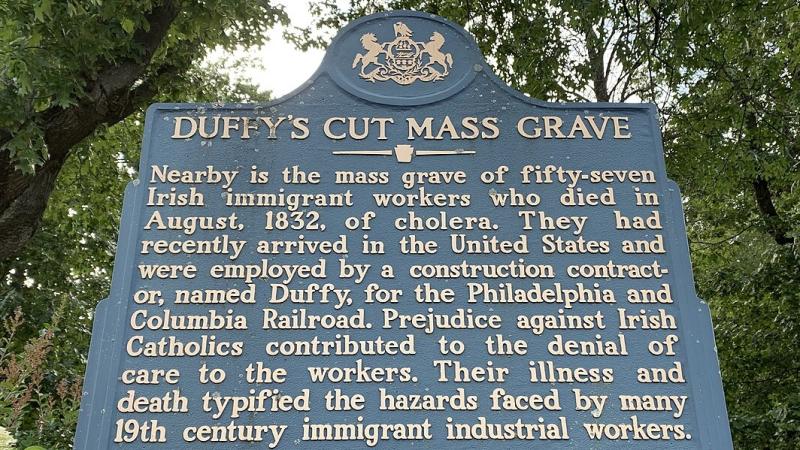 DUFFY'S CUT MASS GRAVE
Nearby is the mass grave of fifty-seven
Irish immigrant workers who died in
August, 1832, of cholera. They had
recently arrived in the United States and
were employed by a construction contract-
or, named Duffy, for the Philadelphia and
Columbia Railroad. Prejudice against Irish
Catholics contributed to the denial of
care to the workers. Their illness and
death typified the hazards faced by many
19th century immigrant industrial workers.